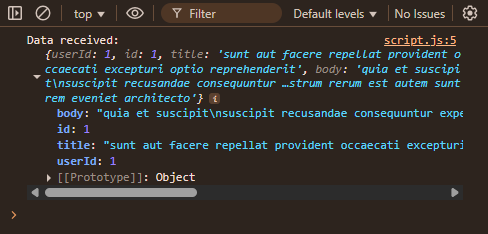 top
Filter
Default levels
No Issues
Data received:
script.js:5
{userId: 1, id: 1, title: 'sunt aut facere repellat provident o
ccaecati excepturi optio reprehenderit', body: 'quia et suscipi
t\nsuscipit recusandae consequuntur …strum rerum est autem sunt
rem eveniet architecto'}
body: "quia et suscipit\nsuscipit recusandae consequuntur expe
id: 1
title: "sunt aut facere repellat provident occaecati excepturi
userId: 1
[[Prototype]]: Object